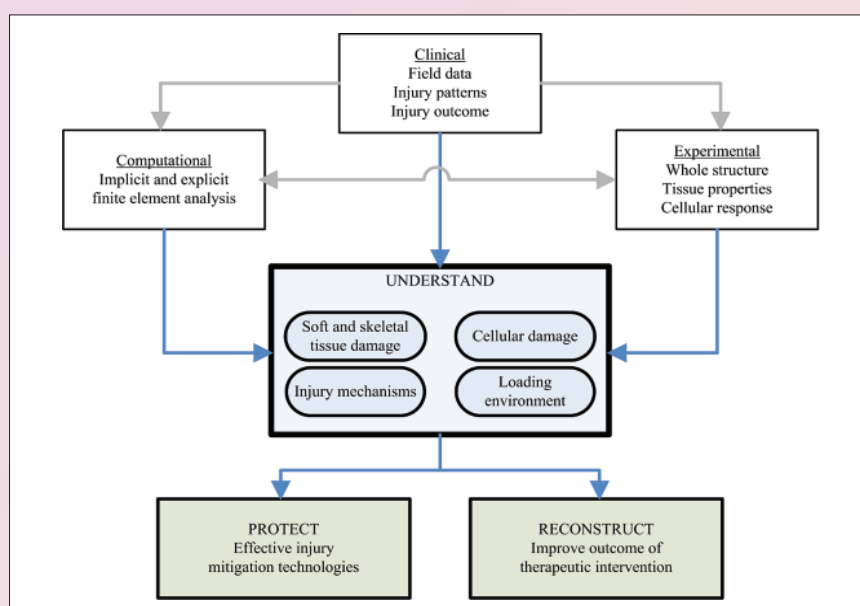 Clinical
Field data
Injury patterns
Injury outcome
Computational
Implicit and explicit
finite element analysis
Experimental
Whole structure
Tissue properties
Cellular response
UNDERSTAND
Soft and skeletal
tissue damage
Cellular damage
Injury mechanisms
Loading
environment
PROTECT
Effective injury
mitigation technologies
RECONSTRUCT
Improve outcome of
therapeutic intervention